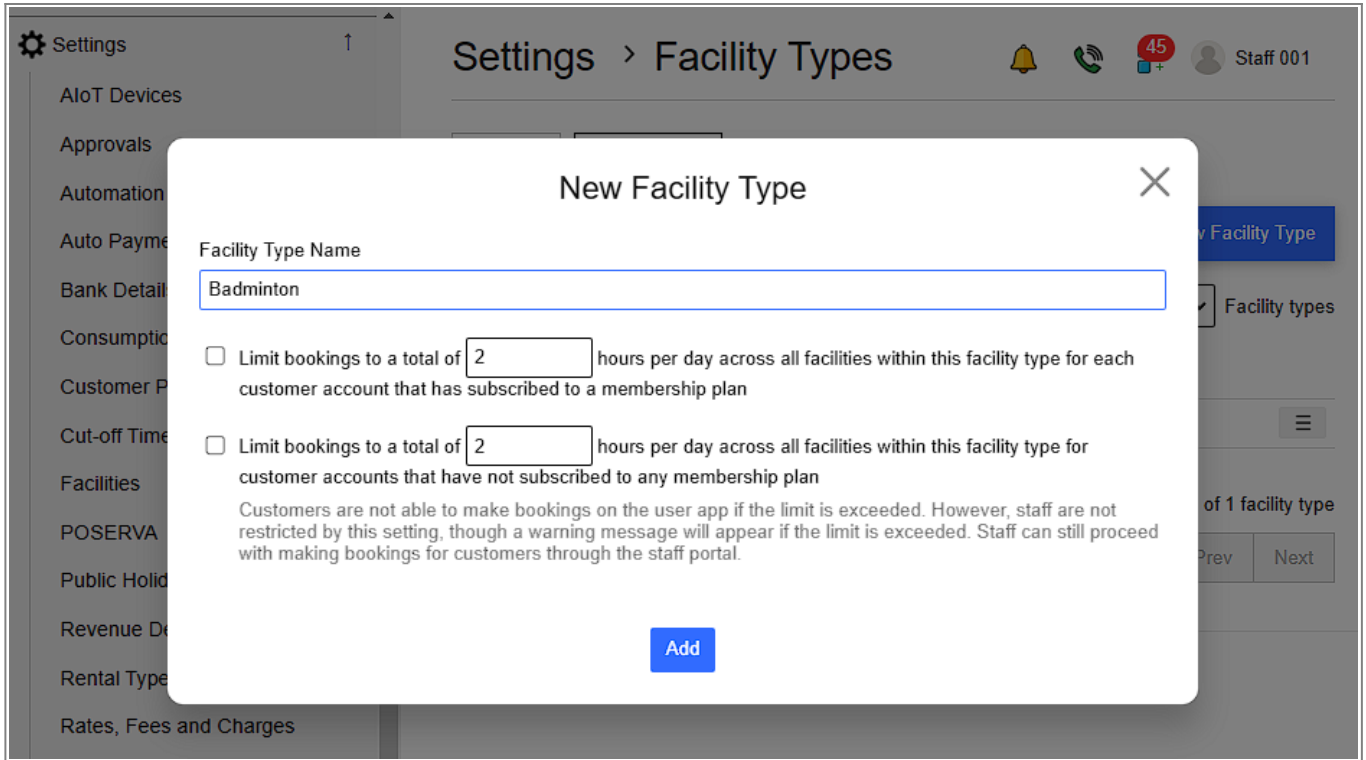 Settings ↑
AIoT Devices
Approvals
Automation
Auto Payme
Bank Detail
Consumptio
Customer P
Cut-off Time
Facilities
POSERVA
Public Holid
Revenue De
Rental Type
Rates, Fees and Charges
Settings > Facility Types
45
Staff 001
New Facility Type
Facility Type Name
Badminton
Limit bookings to a total of 2 hours per day across all facilities within this facility type for each
customer account that has subscribed to a membership plan
Limit bookings to a total of 2 hours per day across all facilities within this facility type for
customer accounts that have not subscribed to any membership plan
Customers are not able to make bookings on the user app if the limit is exceeded. However, staff are not
restricted by this setting, though a warning message will appear if the limit is exceeded. Staff can still proceed
with making bookings for customers through the staff portal.
Add
Facility Type
Facility types
of 1 facility type
Prev
Next